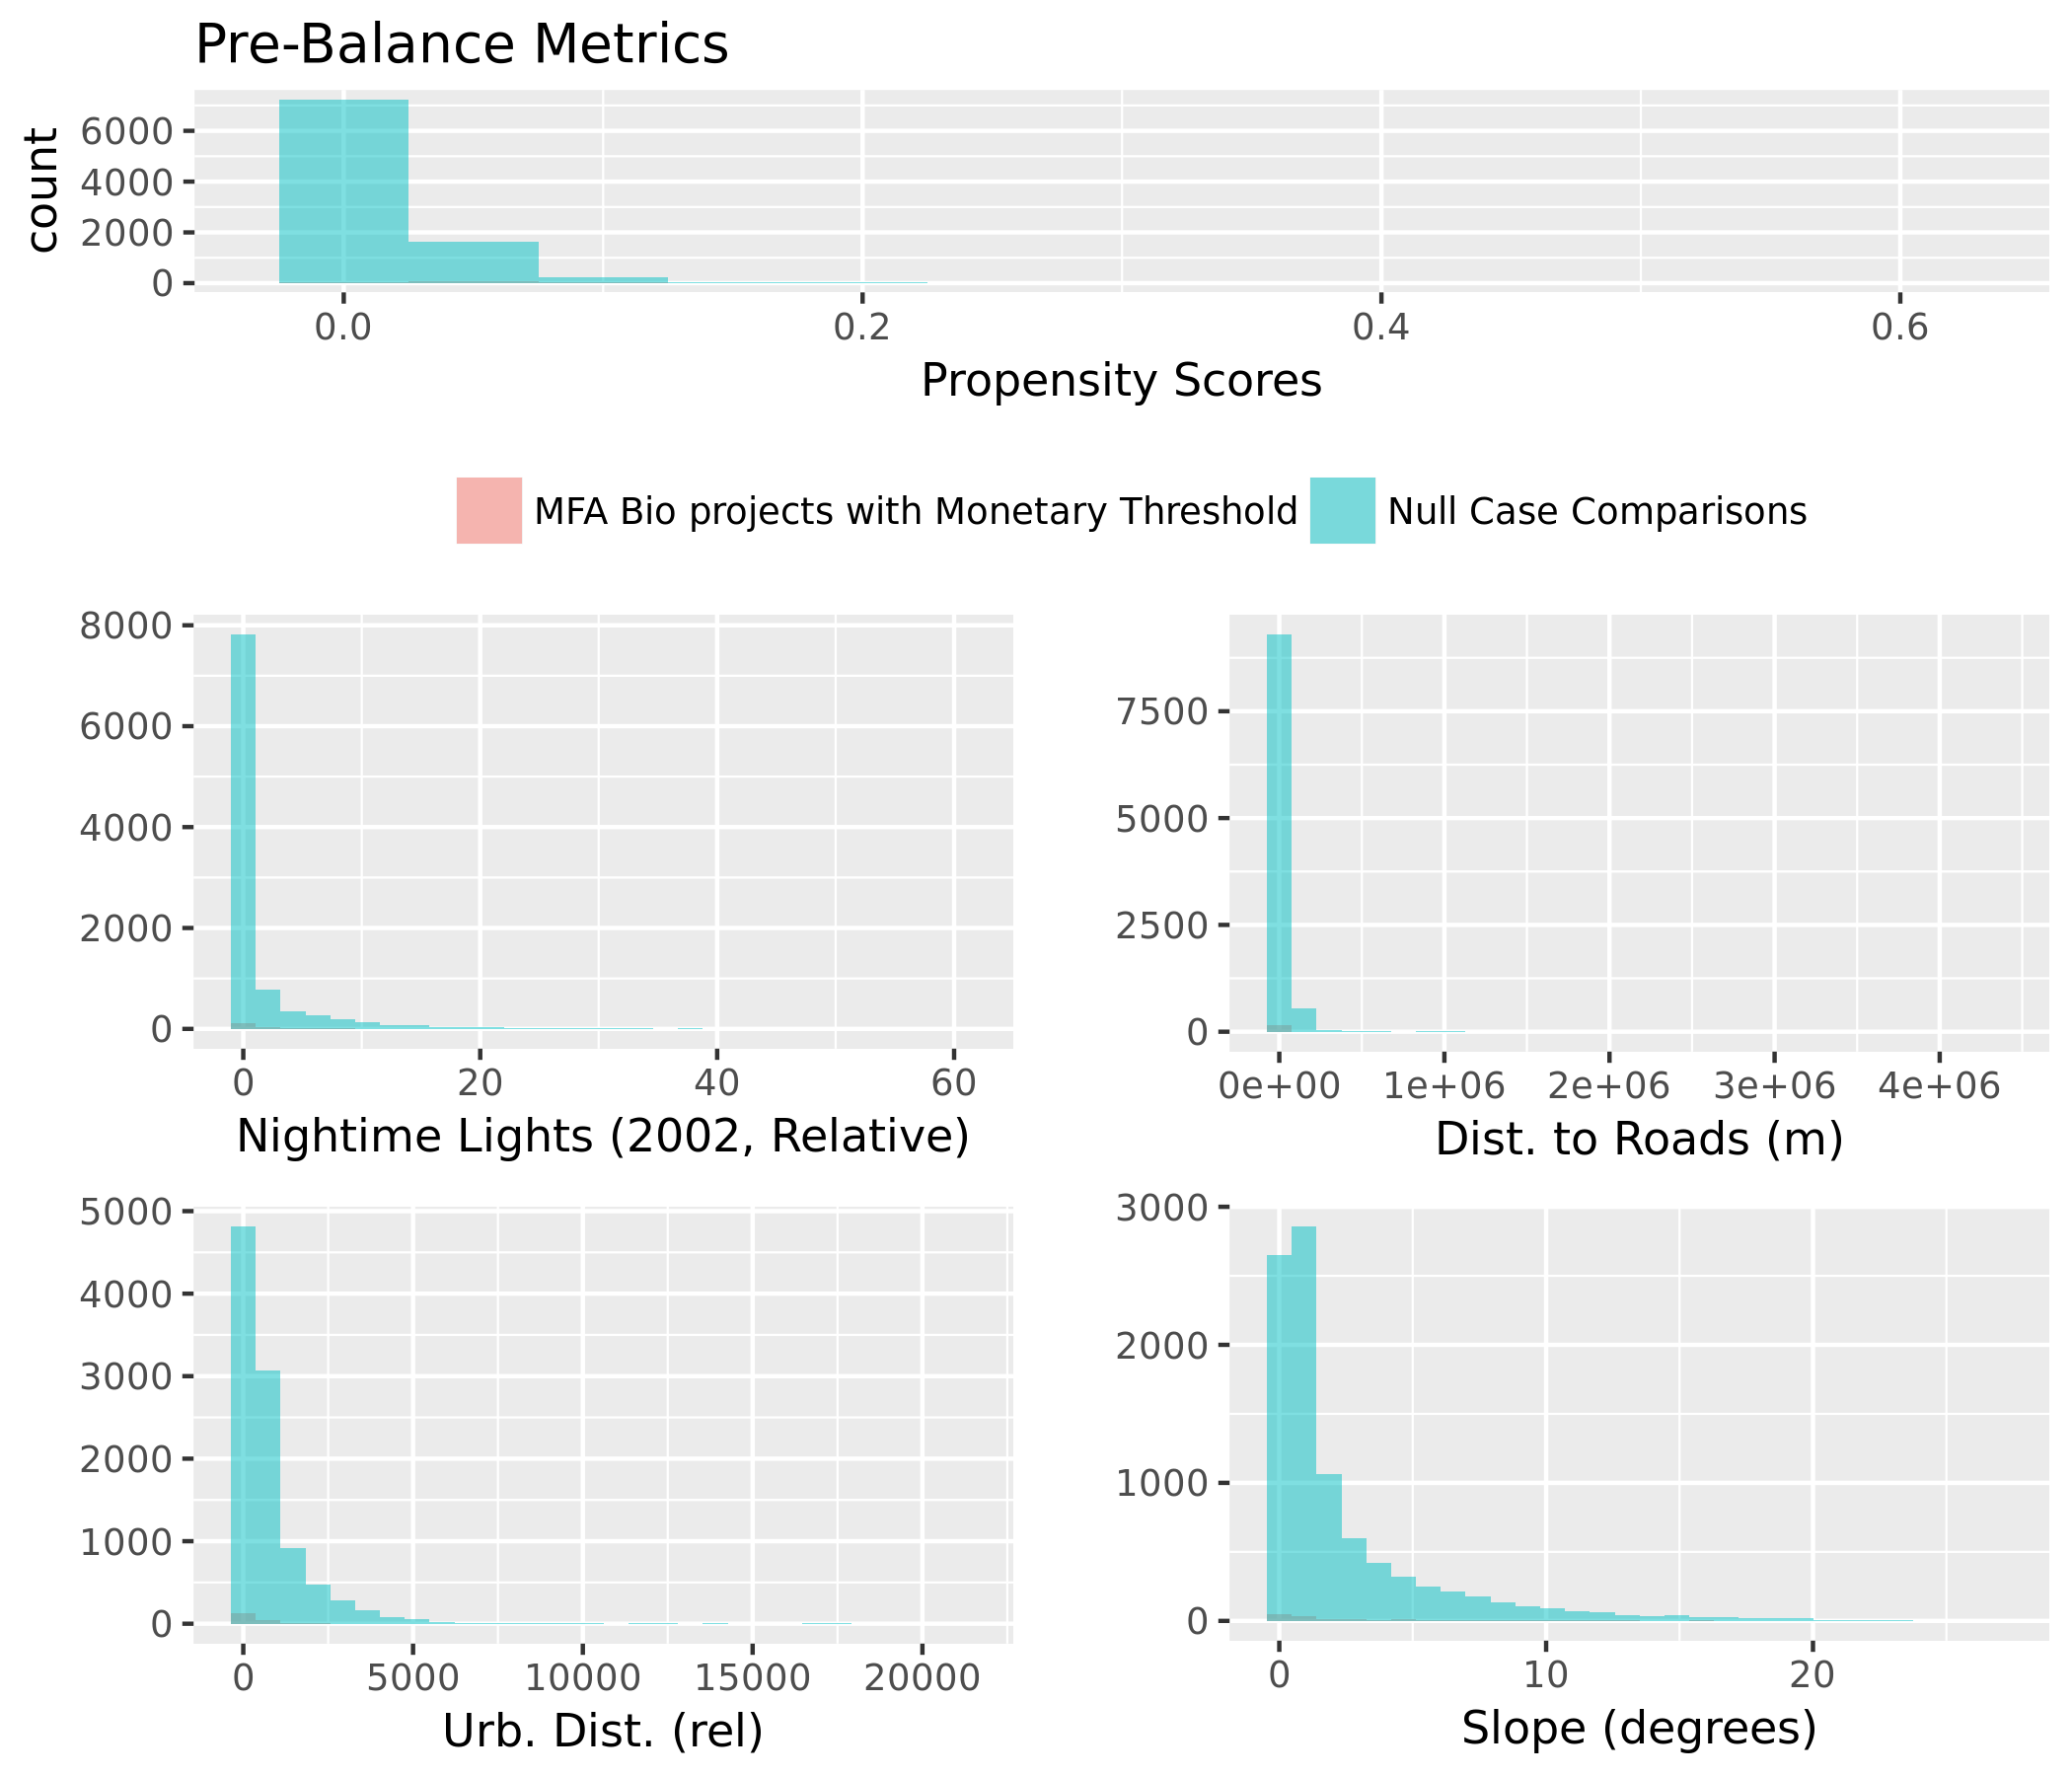 Pre-Balance Metrics
count
6000
4000
2000
0
0.0 0.2 0.4 0.6
Propensity Scores
MFA Bio projects with Monetary Threshold Null Case Comparisons
8000
6000
4000
2000
0
0 20 40 60
Nightime Lights (2002, Relative)
7500
5000
2500
0
0e+00 1e+06 2e+06 3e+06 4e+06
Dist. to Roads (m)
5000
4000
3000
2000
1000
0
0 5000 10000 15000 20000
Urb. Dist. (rel)
3000
2000
1000
0
0 10 20
Slope (degrees)